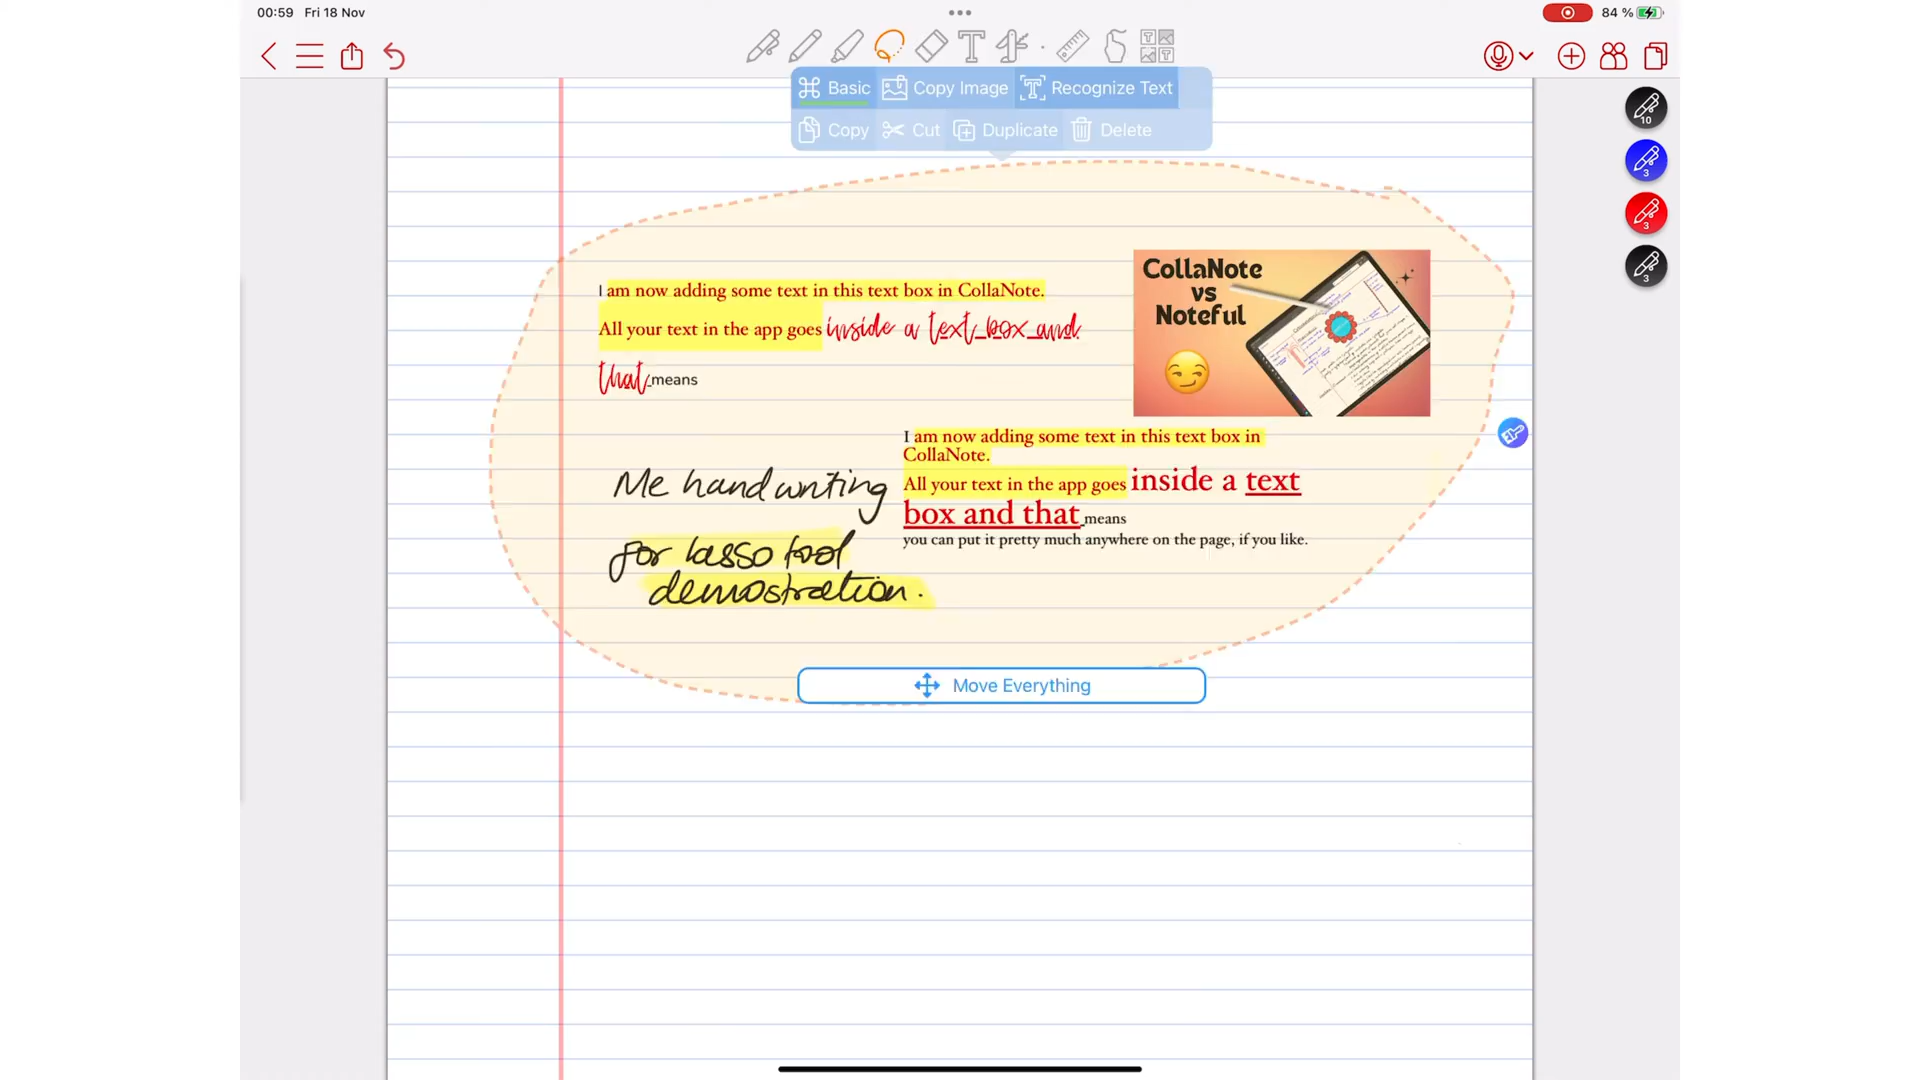 00:59 Fri 18 Nov
84 %
Basic Copy Image Recognize Text
Copy Cut Duplicate Delete
10
3
3
3
I am now adding some text in this text box in CollaNote.
All your text in the app goes inside a text box and
that means
CollaNote
vs
Noteful
I am now adding some text in this text box in
CollaNote.
All your text in the app goes inside a text
box and that means
you can put it pretty much anywhere on the page, if you like.
Me handwriting
for lasso tool
demostration.
Move Everything